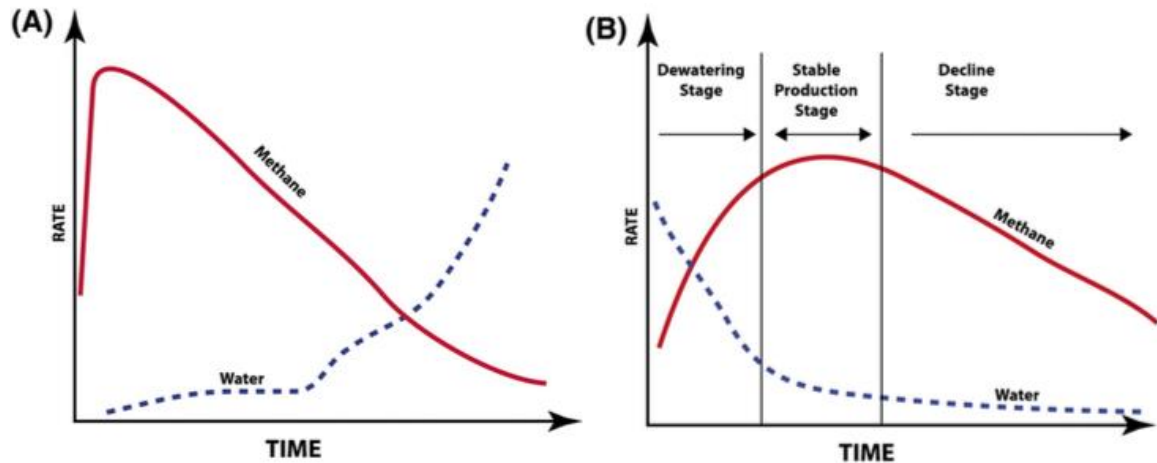 (A)
RATE
Methane
Water
TIME
(B)
Dewatering
Stage
Stable
Production
Stage
Decline
Stage
RATE
Methane
Water
TIME